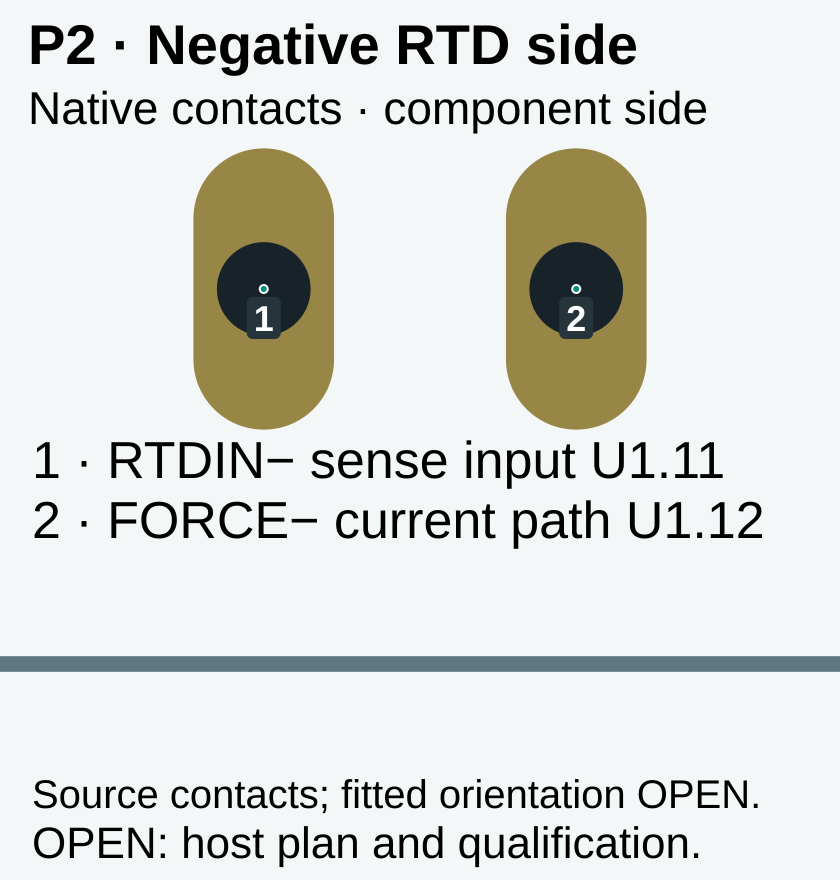 P2 · Negative RTD side
Native contacts · component side
1 2
1 · RTDIN− sense input U1.11
2 · FORCE− current path U1.12
Source contacts; fitted orientation OPEN.
OPEN: host plan and qualification.